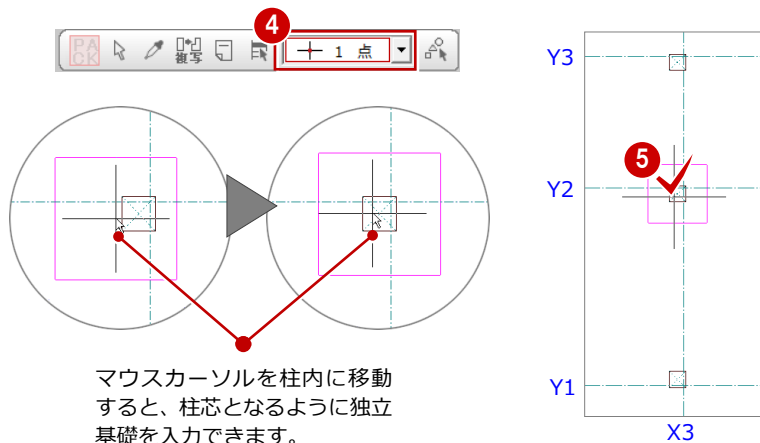 4
PA
CK
複写
1 点
Y3
5
Y2
Y1
X3
マウスカーソルを柱内に移動
すると、柱芯となるように独立
基礎を入力できます。